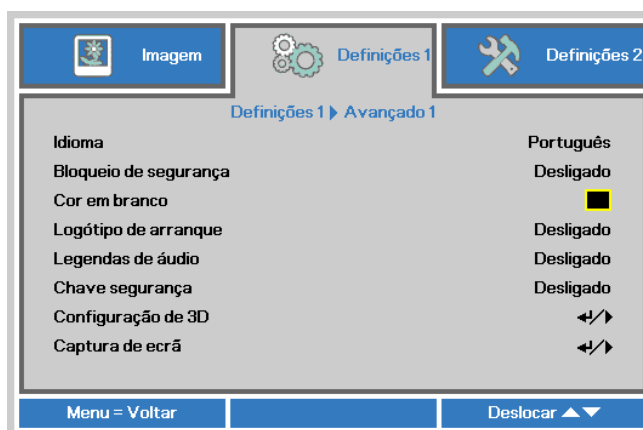 Imagem
Definições 1
Definições 2
Definições 1 Avançado 1
Idioma Português
Bloqueio de segurança Desligado
Cor em branco
Logótipo de arranque Desligado
Legendas de áudio Desligado
Chave segurança Desligado
Configuração de 3D
Captura de ecrã
Menu = Voltar
Deslocar